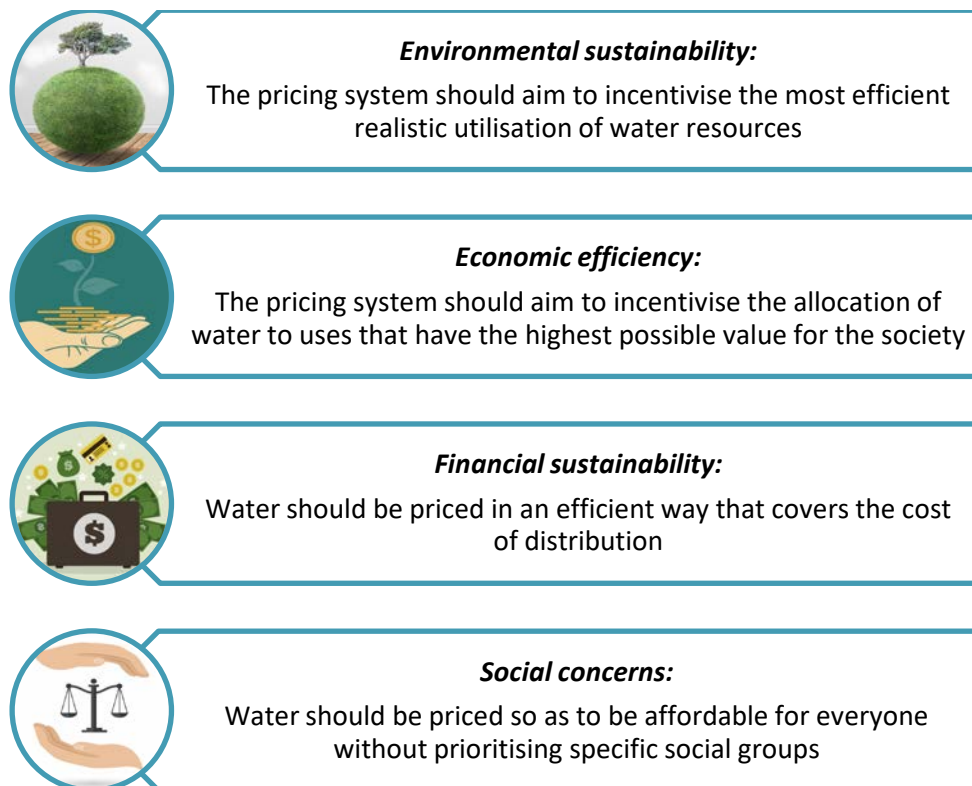 Environmental sustainability:
The pricing system should aim to incentivise the most efficient
realistic utilisation of water resources
$
Economic efficiency:
The pricing system should aim to incentivise the allocation of
water to uses that have the highest possible value for the society
$
$
Financial sustainability:
Water should be priced in an efficient way that covers the cost
of distribution
Social concerns:
Water should be priced so as to be affordable for everyone
without prioritising specific social groups